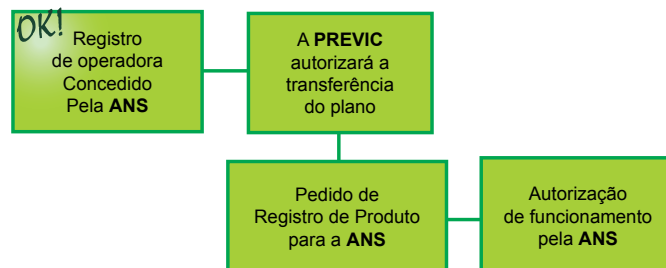 OK!
Registro
de operadora
Concedido
Pela ANS
A PREVIC
autorizará a
transferência
do plano
Pedido de
Registro de Produto
para a ANS
Autorização
de funcionamento
pela ANS